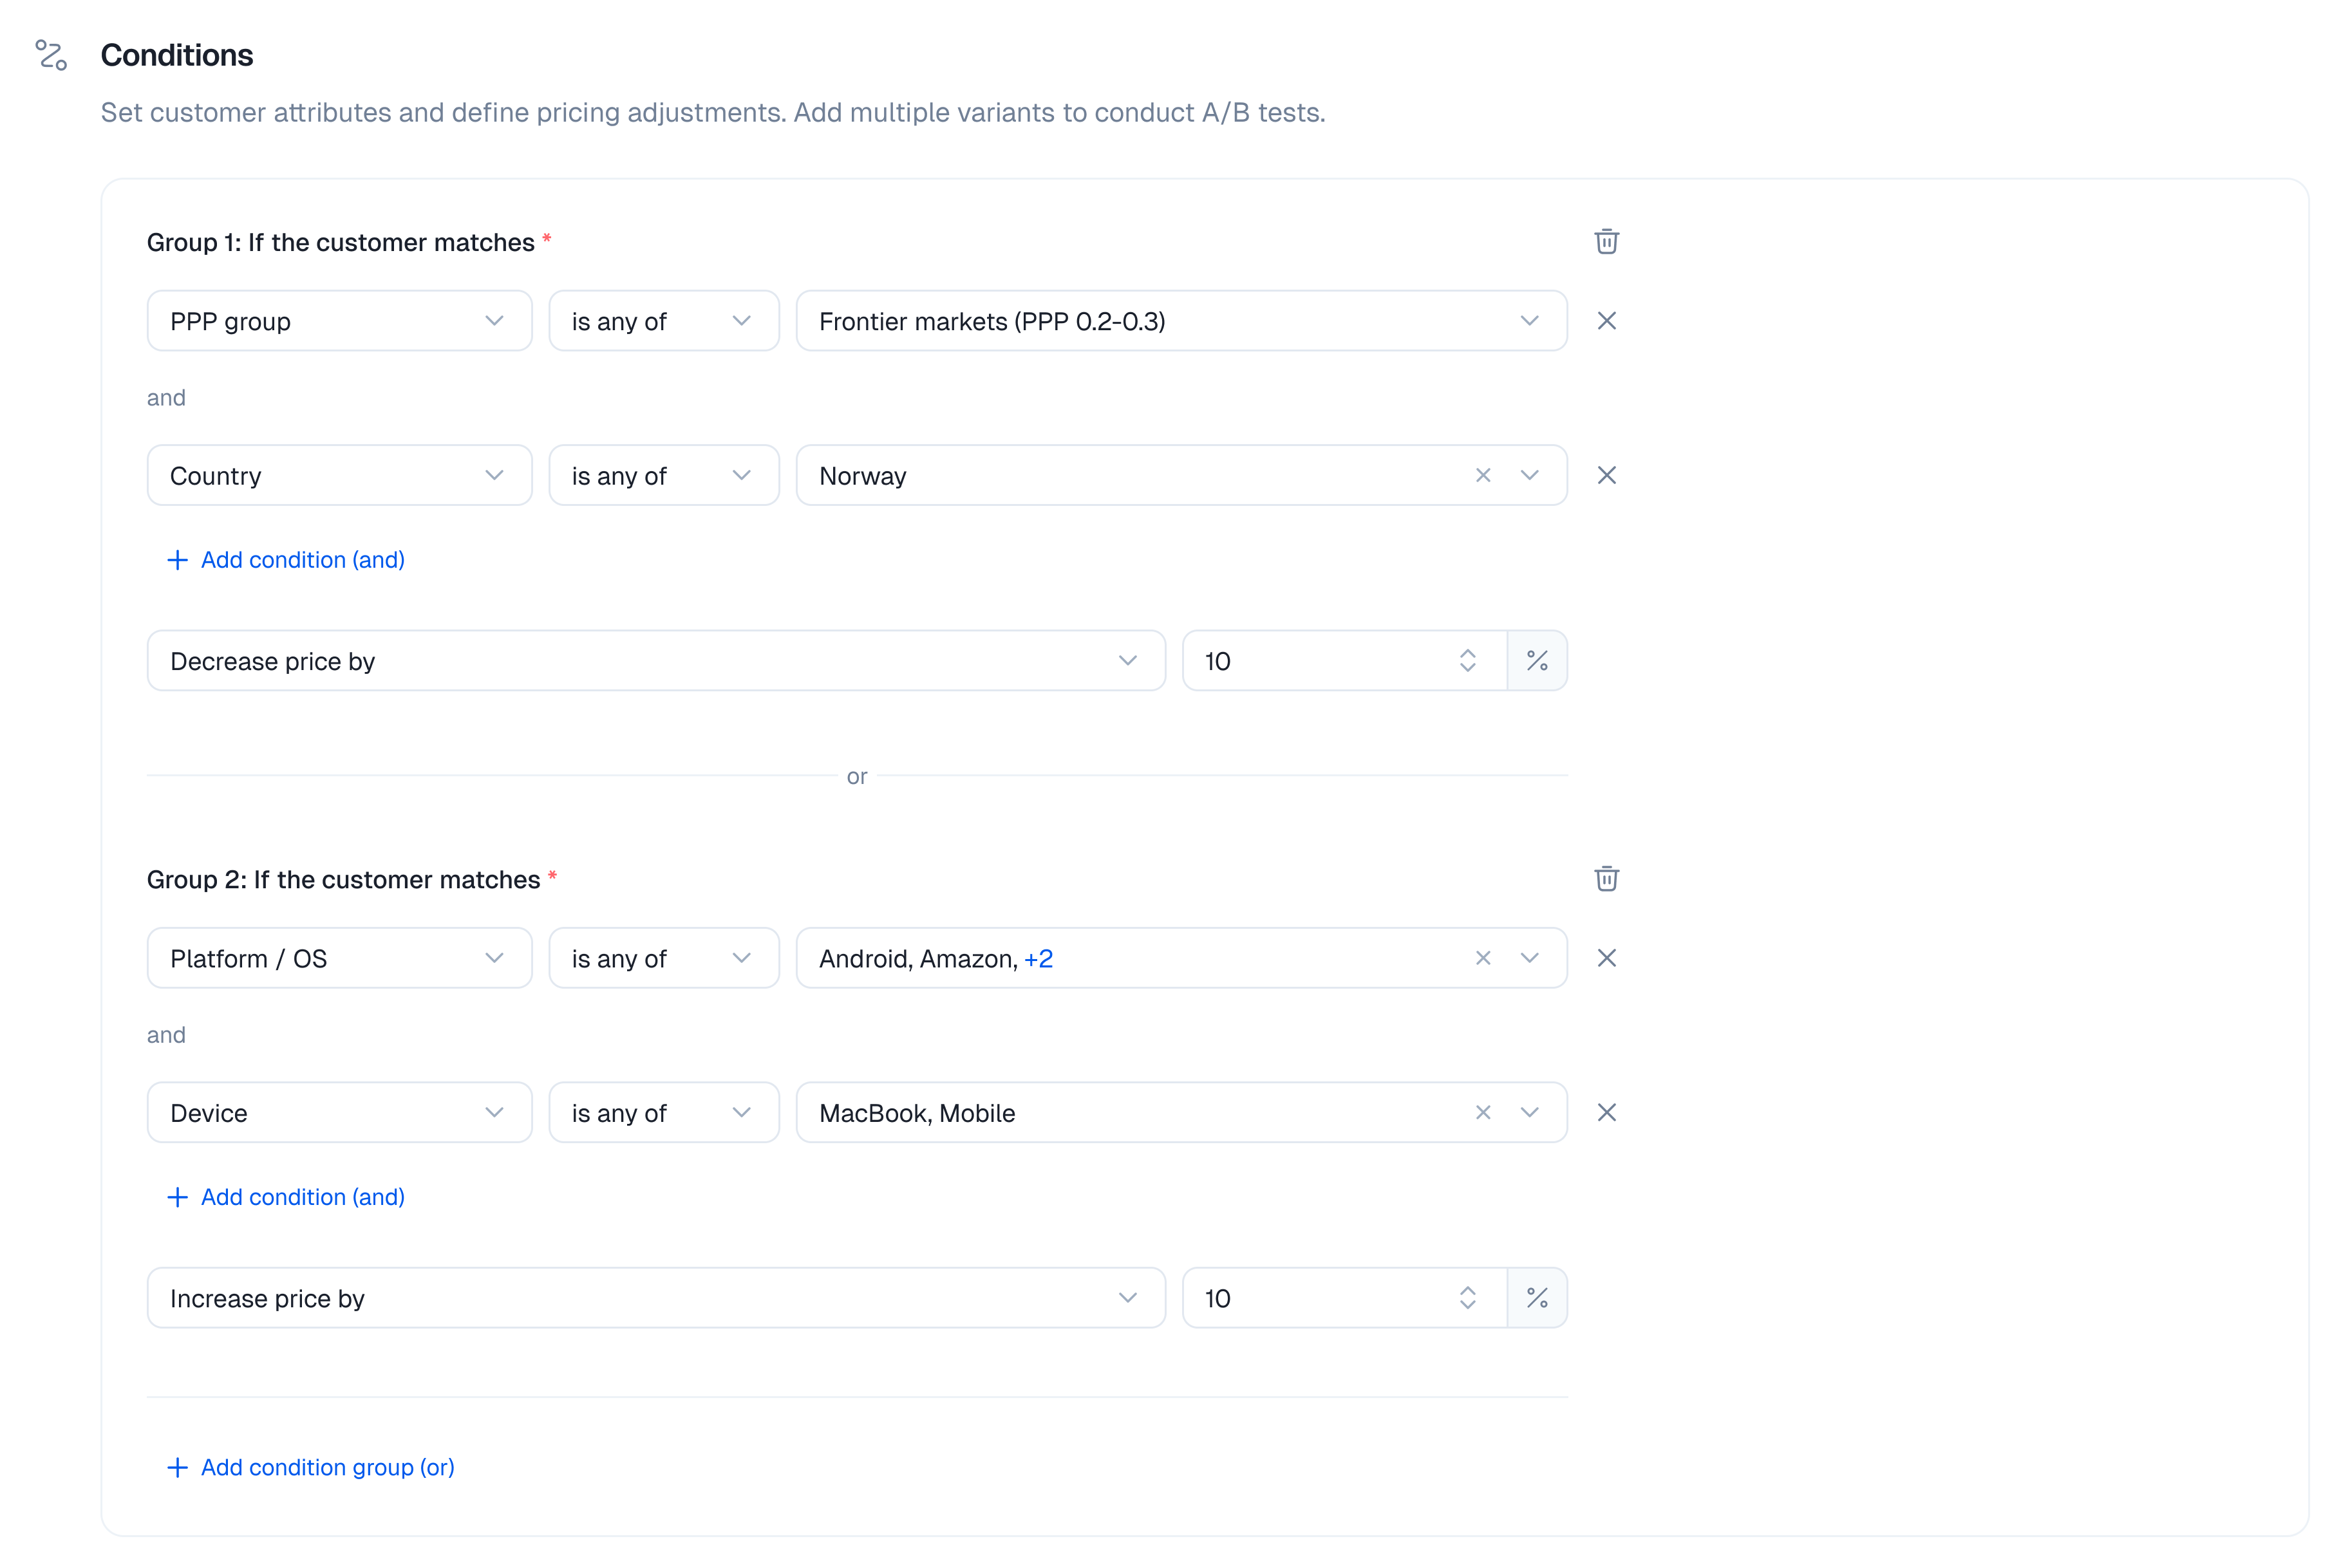 Conditions
Set customer attributes and define pricing adjustments. Add multiple variants to conduct A/B tests.
Group 1: If the customer matches *
PPP group is any of Frontier markets (PPP 0.2-0.3)
and
Country is any of Norway
+ Add condition (and)
Decrease price by 10 %
or
Group 2: If the customer matches *
Platform / OS is any of Android, Amazon, +2
and
Device is any of MacBook, Mobile
+ Add condition (and)
Increase price by 10 %
+ Add condition group (or)